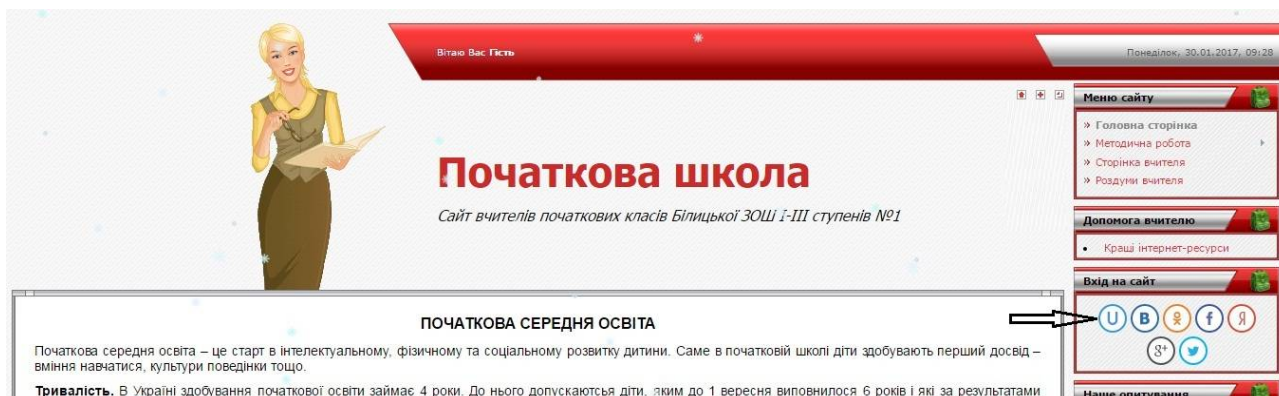 Вітаю Вас Гість
Понеділок, 30.01.2017, 09:28
Початкова школа
Сайт вчителів початкових класів Білицької ЗОШ І-ІІІ ступенів №1
Меню сайту
» Головна сторінка
» Методична робота
» Сторінка вчителя
» Роздуми вчителя
Допомога вчителю
• Кращі інтернет-ресурси
Вхід на сайт
U В f Я
8+
Наше опитування
ПОЧАТКОВА СЕРЕДНЯ ОСВІТА
Початкова середня освіта – це старт в інтелектуальному, фізичному та соціальному розвитку дитини. Саме в початковій школі діти здобувають перший досвід –
вміння навчатися, культури поведінки тощо.
Тривалість. В Україні здобування початкової освіти займає 4 роки. До нього допускаютсья діти, яким до 1 вересня виповнилося 6 років і які за результатами